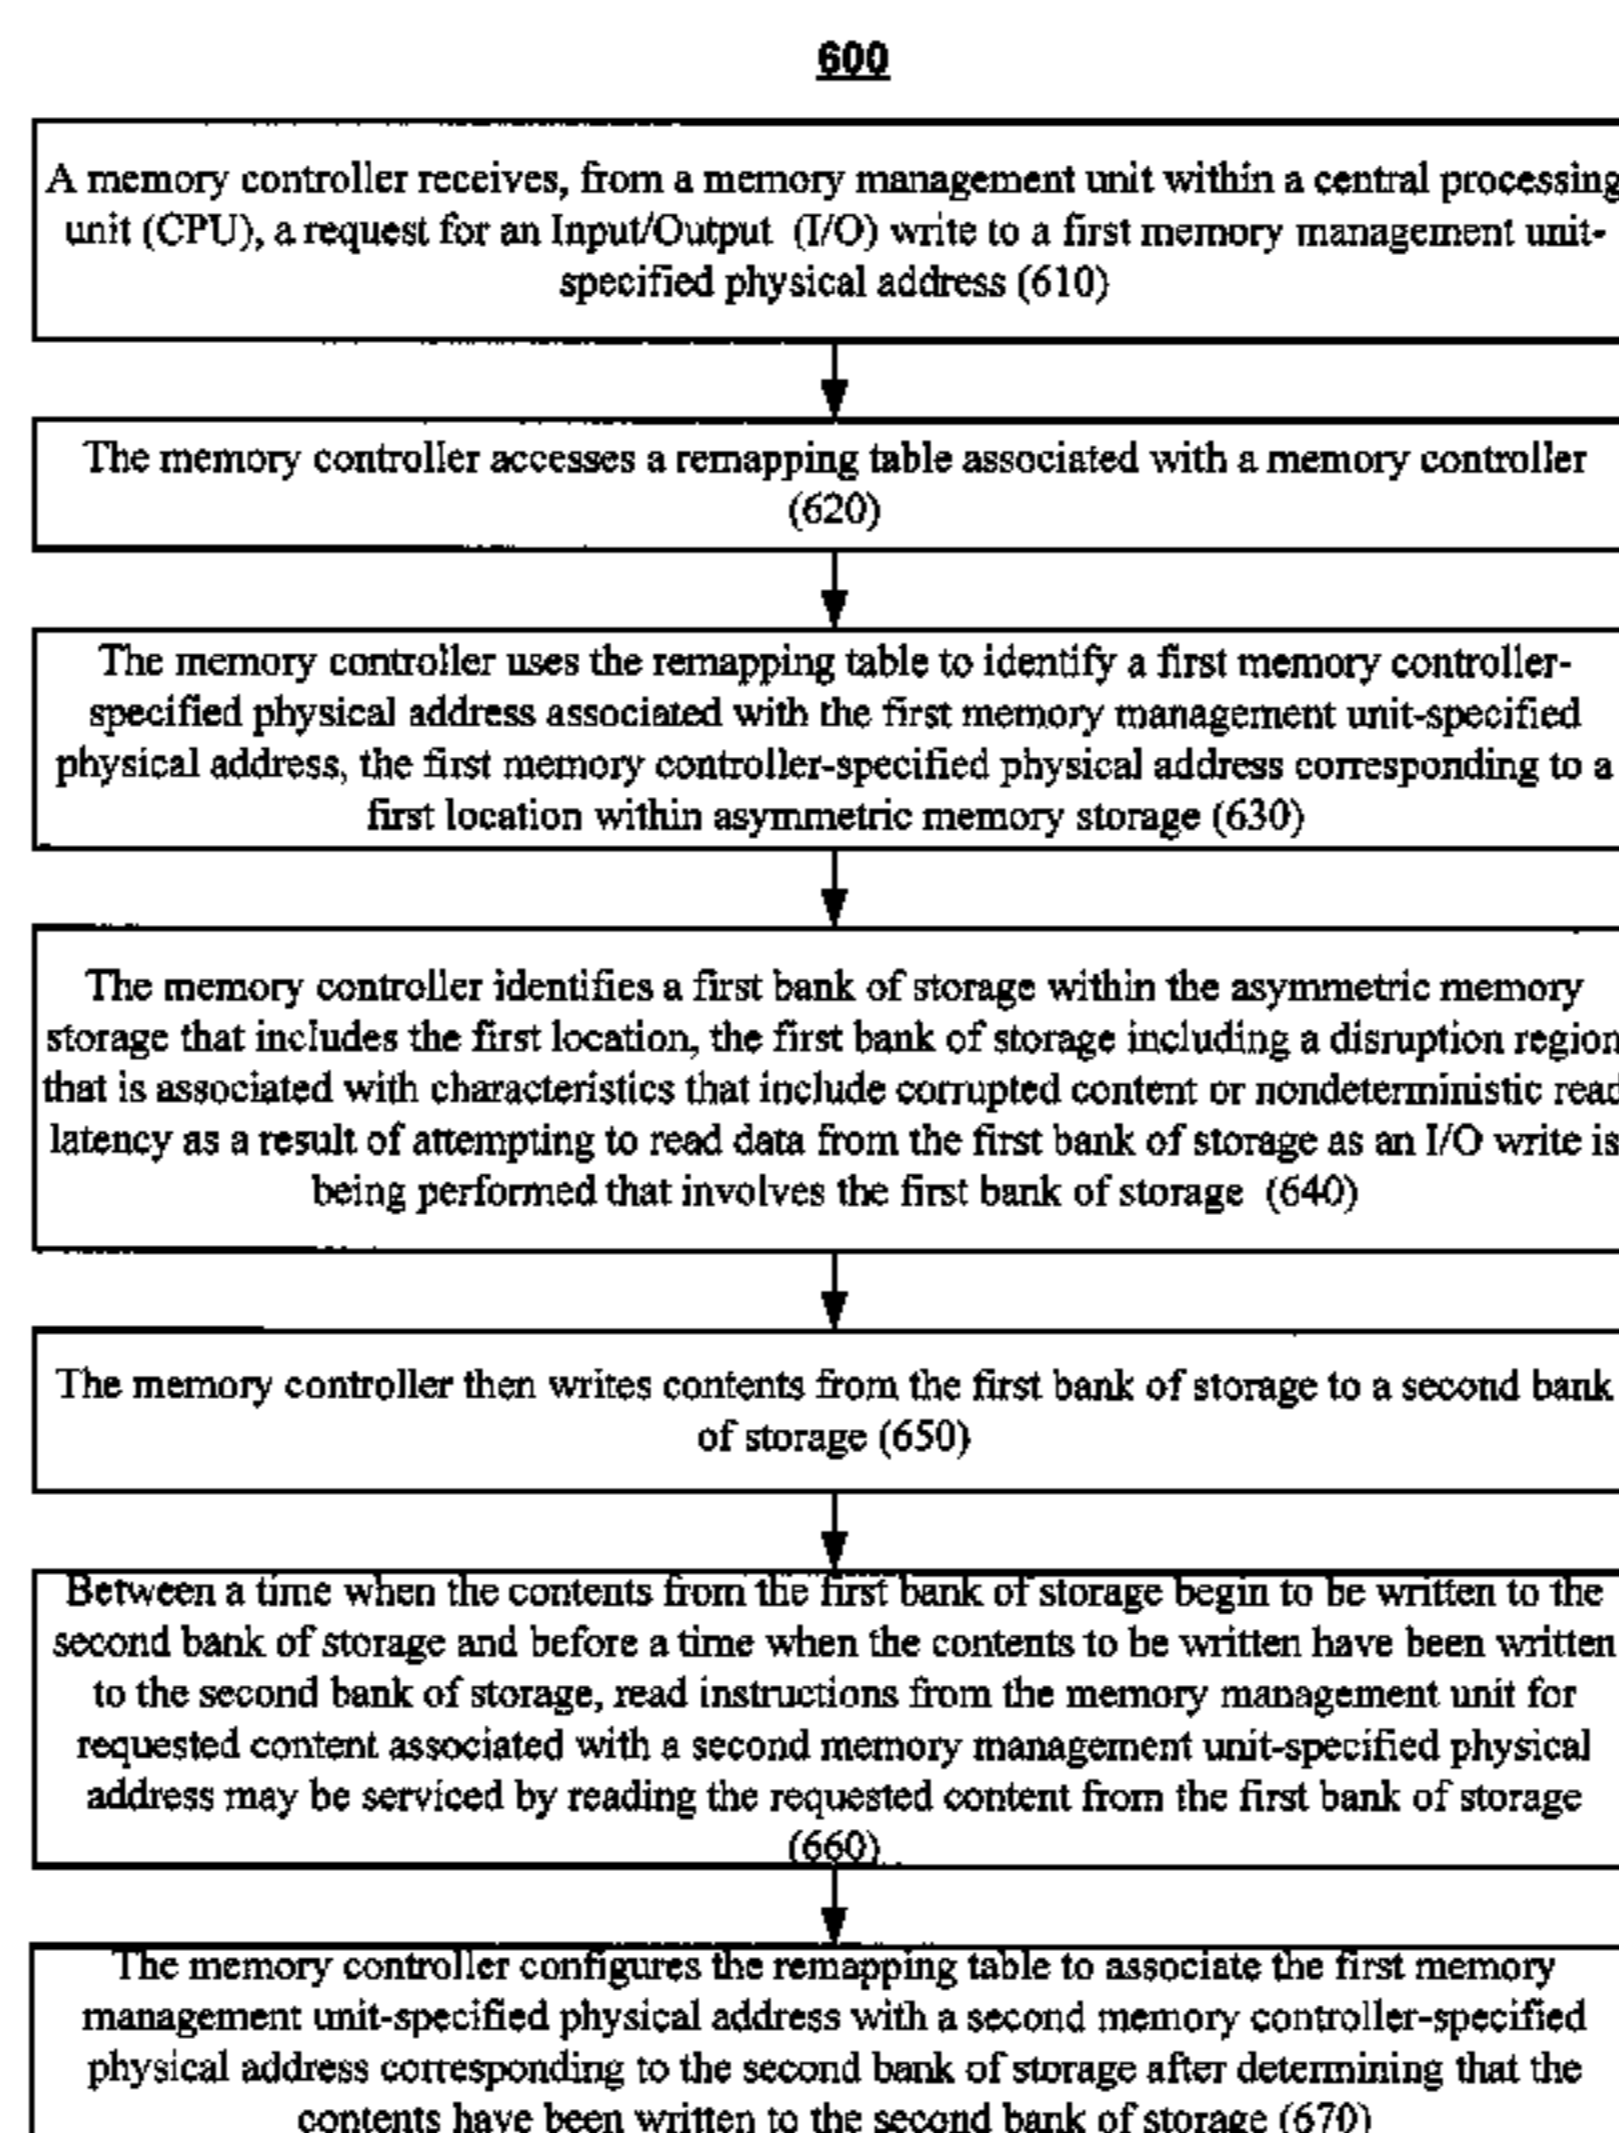 600
A memory controller receives, from a memory management unit within a central processing
unit (CPU), a request for an Input/Output (I/O) write to a first memory management unit-
specified physical address (610)
The memory controller accesses a remapping table associated with a memory controller
(620)
The memory controller uses the remapping table to identify a first memory controller-
specified physical address associated with the first memory management unit-specified
physical address, the first memory controller-specified physical address corresponding to a
first location within asymmetric memory storage (630)
The memory controller identifies a first bank of storage within the asymmetric memory
storage that includes the first location, the first bank of storage including a disruption region
that is associated with characteristics that include corrupted content or nondeterministic read
latency as a result of attempting to read data from the first bank of storage as an I/O write is
being performed that involves the first bank of storage (640)
The memory controller then writes contents from the first bank of storage to a second bank
of storage (650)
Between a time when the contents from the first bank of storage begin to be written to the
second bank of storage and before a time when the contents to be written have been written
to the second bank of storage, read instructions from the memory management unit for
requested content associated with a second memory management unit-specified physical
address may be serviced by reading the requested content from the first bank of storage
(660)
The memory controller configures the remapping table to associate the first memory
management unit-specified physical address with a second memory controller-specified
physical address corresponding to the second bank of storage after determining that the
contents have been written to the second bank of storage (670)